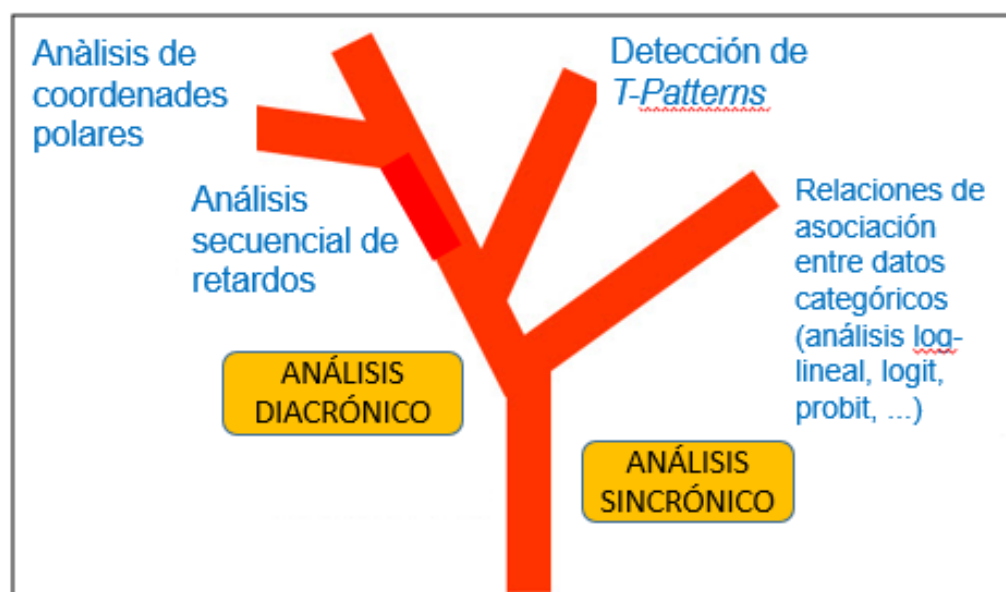 Anàlisis de
coordenades
polares
Análisis
secuencial de
retardos
Detección de
T-Patterns
Relaciones de
asociación
entre datos
categóricos
(análisis log-
lineal, logit,
probit, ...)
ANÁLISIS
DIACRÓNICO
ANÁLISIS
SINCRÓNICO